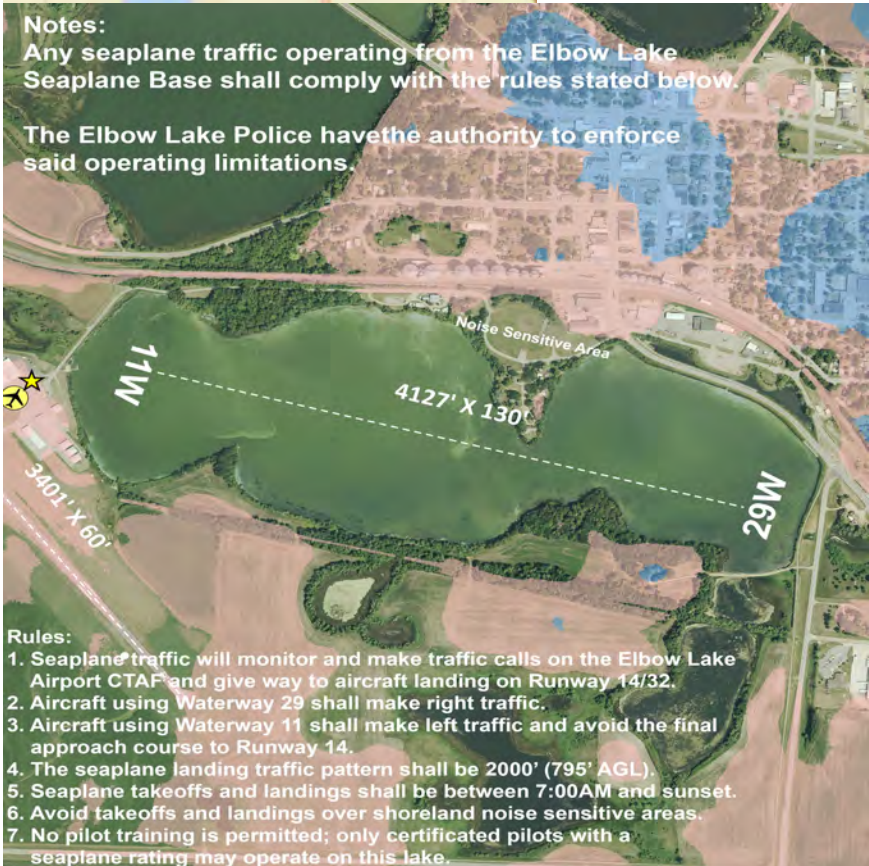 Notes:
Any seaplane traffic operating from the Elbow Lake
Seaplane Base shall comply with the rules stated below.
The Elbow Lake Police havethe authority to enforce
said operating limitations.
Noise Sensitive Area
11W
4127' X 130'
29W
3401' X 60'
Rules:
1. Seaplane traffic will monitor and make traffic calls on the Elbow Lake
Airport CTAF and give way to aircraft landing on Runway 14/32.
2. Aircraft using Waterway 29 shall make right traffic.
3. Aircraft using Waterway 11 shall make left traffic and avoid the final
approach course to Runway 14.
4. The seaplane landing traffic pattern shall be 2000' (795' AGL).
5. Seaplane takeoffs and landings shall be between 7:00AM and sunset.
6. Avoid takeoffs and landings over shoreland noise sensitive areas.
7. No pilot training is permitted; only certificated pilots with a
seaplane rating may operate on this lake.